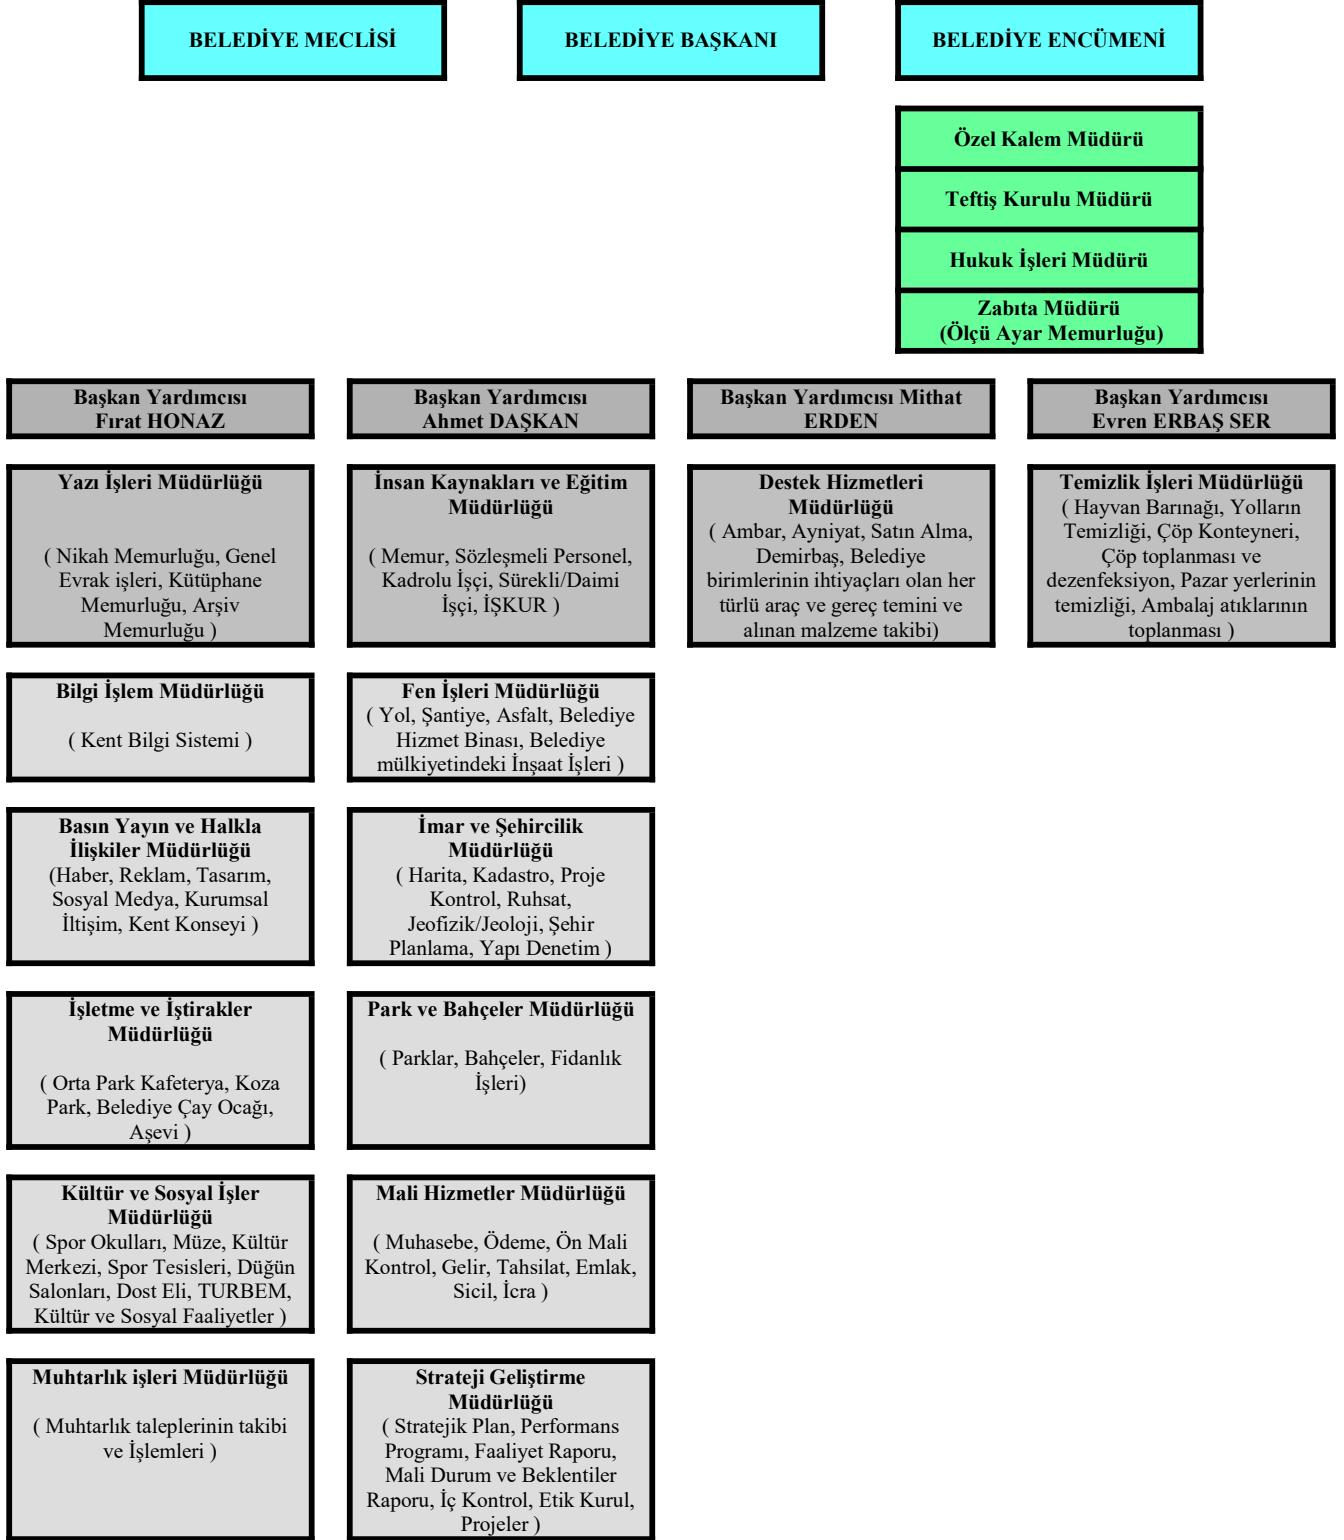 BELEDİYE MECLİSİ
BELEDİYE BAŞKANI
BELEDİYE ENCÜMENİ
Özel Kalem Müdürü
Teftiş Kurulu Müdürü
Hukuk İşleri Müdürü
Zabıta Müdürü
(Ölçü Ayar Memurluğu)
Başkan Yardımcısı
Fırat HONAZ
Başkan Yardımcısı
Ahmet DAŞKAN
Başkan Yardımcısı Mithat
ERDEN
Başkan Yardımcısı
Evren ERBAŞ SER
Yazı İşleri Müdürlüğü
( Nikah Memurluğu, Genel
Evrak işleri, Kütüphane
Memurluğu, Arşiv
Memurluğu )
İnsan Kaynakları ve Eğitim
Müdürlüğü
( Memur, Sözleşmeli Personel,
Kadrolu İşçi, Sürekli/Daimi
İşçi, İŞKUR )
Destek Hizmetleri
Müdürlüğü
( Ambar, Ayniyat, Satın Alma,
Demirbaş, Belediye
birimlerinin ihtiyaçları olan her
türlü araç ve gereç temini ve
alınan malzeme takibi)
Temizlik İşleri Müdürlüğü
( Hayvan Barınağı, Yolların
Temizliği, Çöp Konteyneri,
Çöp toplanması ve
dezenfeksiyon, Pazar yerlerinin
temizliği, Ambalaj atıklarının
toplanması )
Bilgi İşlem Müdürlüğü
( Kent Bilgi Sistemi )
Fen İşleri Müdürlüğü
( Yol, Şantiye, Asfalt, Belediye
Hizmet Binası, Belediye
mülkiyetindeki İnşaat İşleri )
Basın Yayın ve Halkla
İlişkiler Müdürlüğü
(Haber, Reklam, Tasarım,
Sosyal Medya, Kurumsal
İltişim, Kent Konseyi )
İmar ve Şehircilik
Müdürlüğü
( Harita, Kadastro, Proje
Kontrol, Ruhsat,
Jeofizik/Jeoloji, Şehir
Planlama, Yapı Denetim )
İşletme ve İştirakler
Müdürlüğü
( Orta Park Kafeterya, Koza
Park, Belediye Çay Ocağı,
Aşevi )
Park ve Bahçeler Müdürlüğü
( Parklar, Bahçeler, Fidanlık
İşleri)
Kültür ve Sosyal İşler
Müdürlüğü
( Spor Okulları, Müze, Kültür
Merkezi, Spor Tesisleri, Düğün
Salonları, Dost Eli, TURBEM,
Kültür ve Sosyal Faaliyetler )
Mali Hizmetler Müdürlüğü
( Muhasebe, Ödeme, Ön Mali
Kontrol, Gelir, Tahsilat, Emlak,
Sicil, İcra )
Muhtarlık işleri Müdürlüğü
( Muhtarlık taleplerinin takibi
ve İşlemleri )
Strateji Geliştirme
Müdürlüğü
( Stratejik Plan, Performans
Programı, Faaliyet Raporu,
Mali Durum ve Beklentiler
Raporu, İç Kontrol, Etik Kurul,
Projeler )